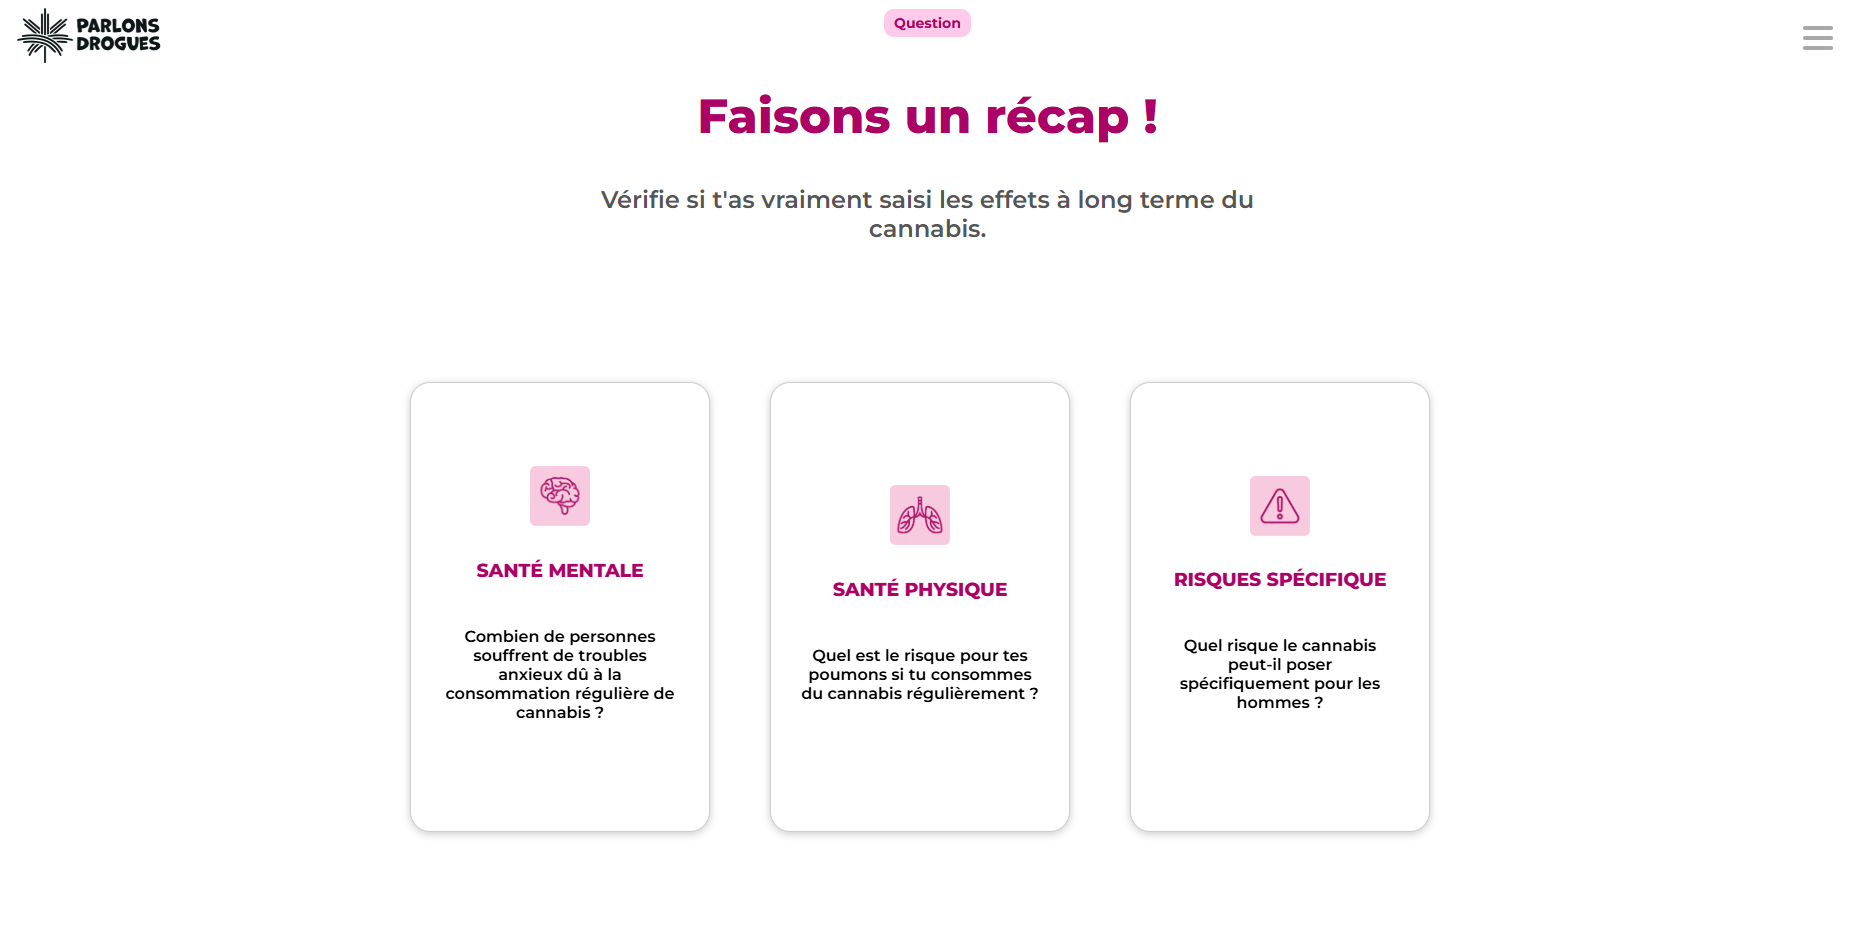 PARLONS
DROGUES
Question
Faisons un récap !
Vérifie si t'as vraiment saisi les effets à long terme du
cannabis.
SANTÉ MENTALE
Combien de personnes
souffrent de troubles
anxieux dû à la
consommation régulière de
cannabis ?
SANTÉ PHYSIQUE
Quel est le risque pour tes
poumons si tu consommes
du cannabis régulièrement ?
RISQUES SPÉCIFIQUE
Quel risque le cannabis
peut-il poser
spécifiquement pour les
hommes ?